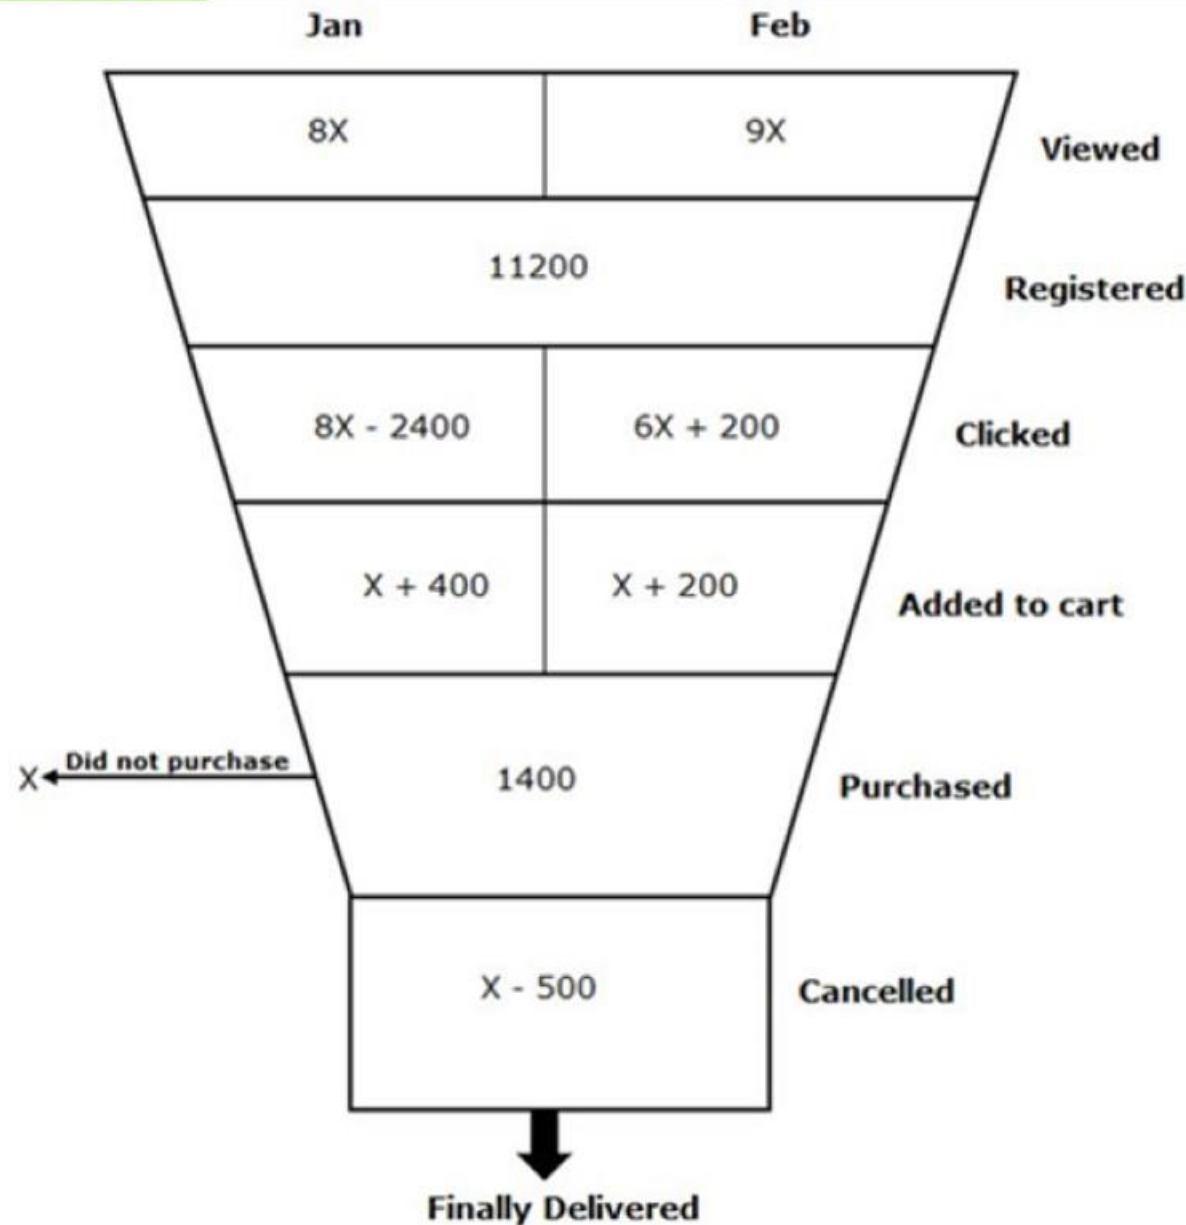 Jan Feb
8X 9X Viewed
11200 Registered
8X - 2400 6X + 200 Clicked
X + 400 X + 200 Added to cart
X Did not purchase 1400 Purchased
X - 500 Cancelled
Finally Delivered